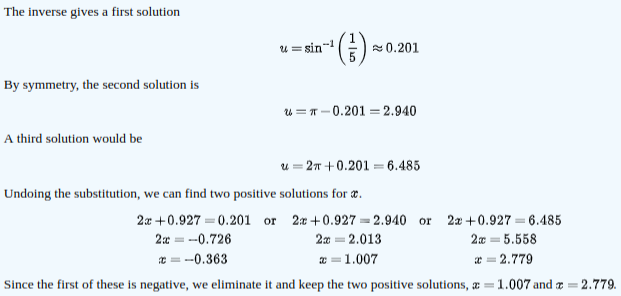 The inverse gives a first solution
u = sin⁻¹(1/5) ≈ 0.201
By symmetry, the second solution is
u = π − 0.201 = 2.940
A third solution would be
u = 2π + 0.201 = 6.485
Undoing the substitution, we can find two positive solutions for x.
2x + 0.927 = 0.201 or 2x + 0.927 = 2.940 or 2x + 0.927 = 6.485
2x = −0.726 2x = 2.013 2x = 5.558
x = −0.363 x = 1.007 x = 2.779
Since the first of these is negative, we eliminate it and keep the two positive solutions, x = 1.007 and x = 2.779.